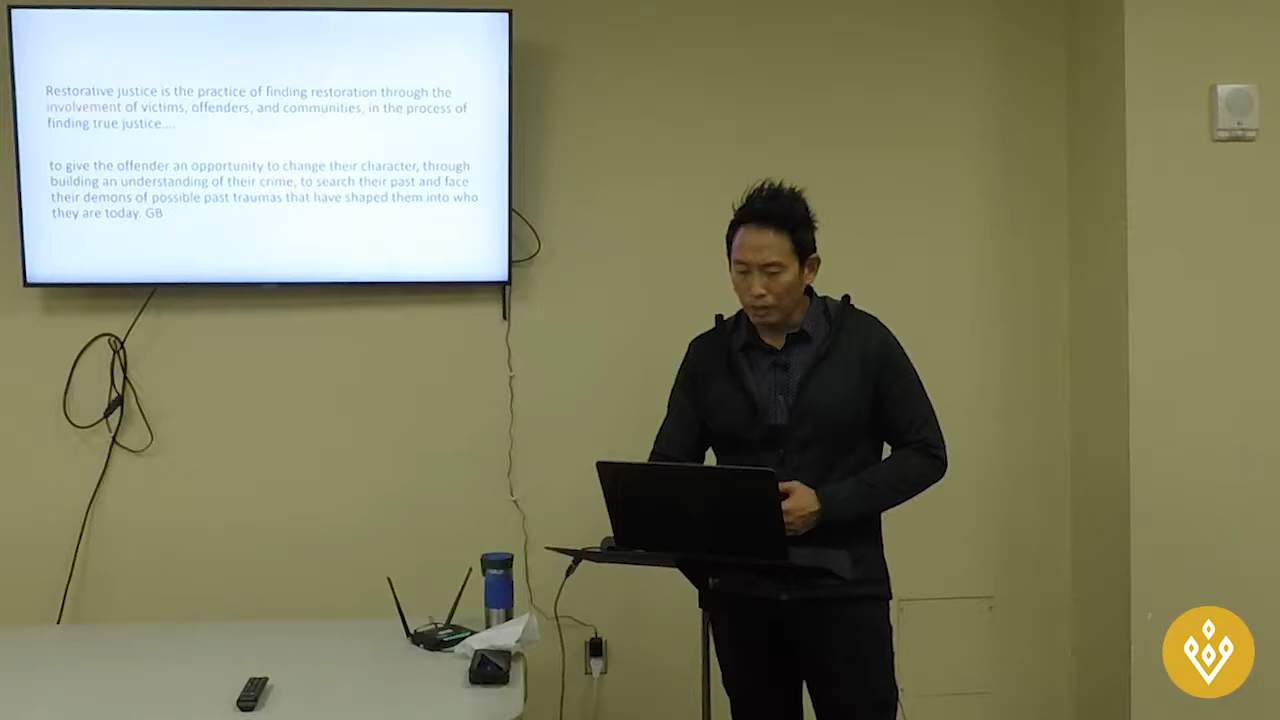 Restorative justice is the practice of finding restoration through the
involvement of victims, offenders, and communities, in the process of
finding true justice....
to give the offender an opportunity to change their character, through
building an understanding of their crime, to search their past and face
their demons of possible past traumas that have shaped them into who
they are today. GB